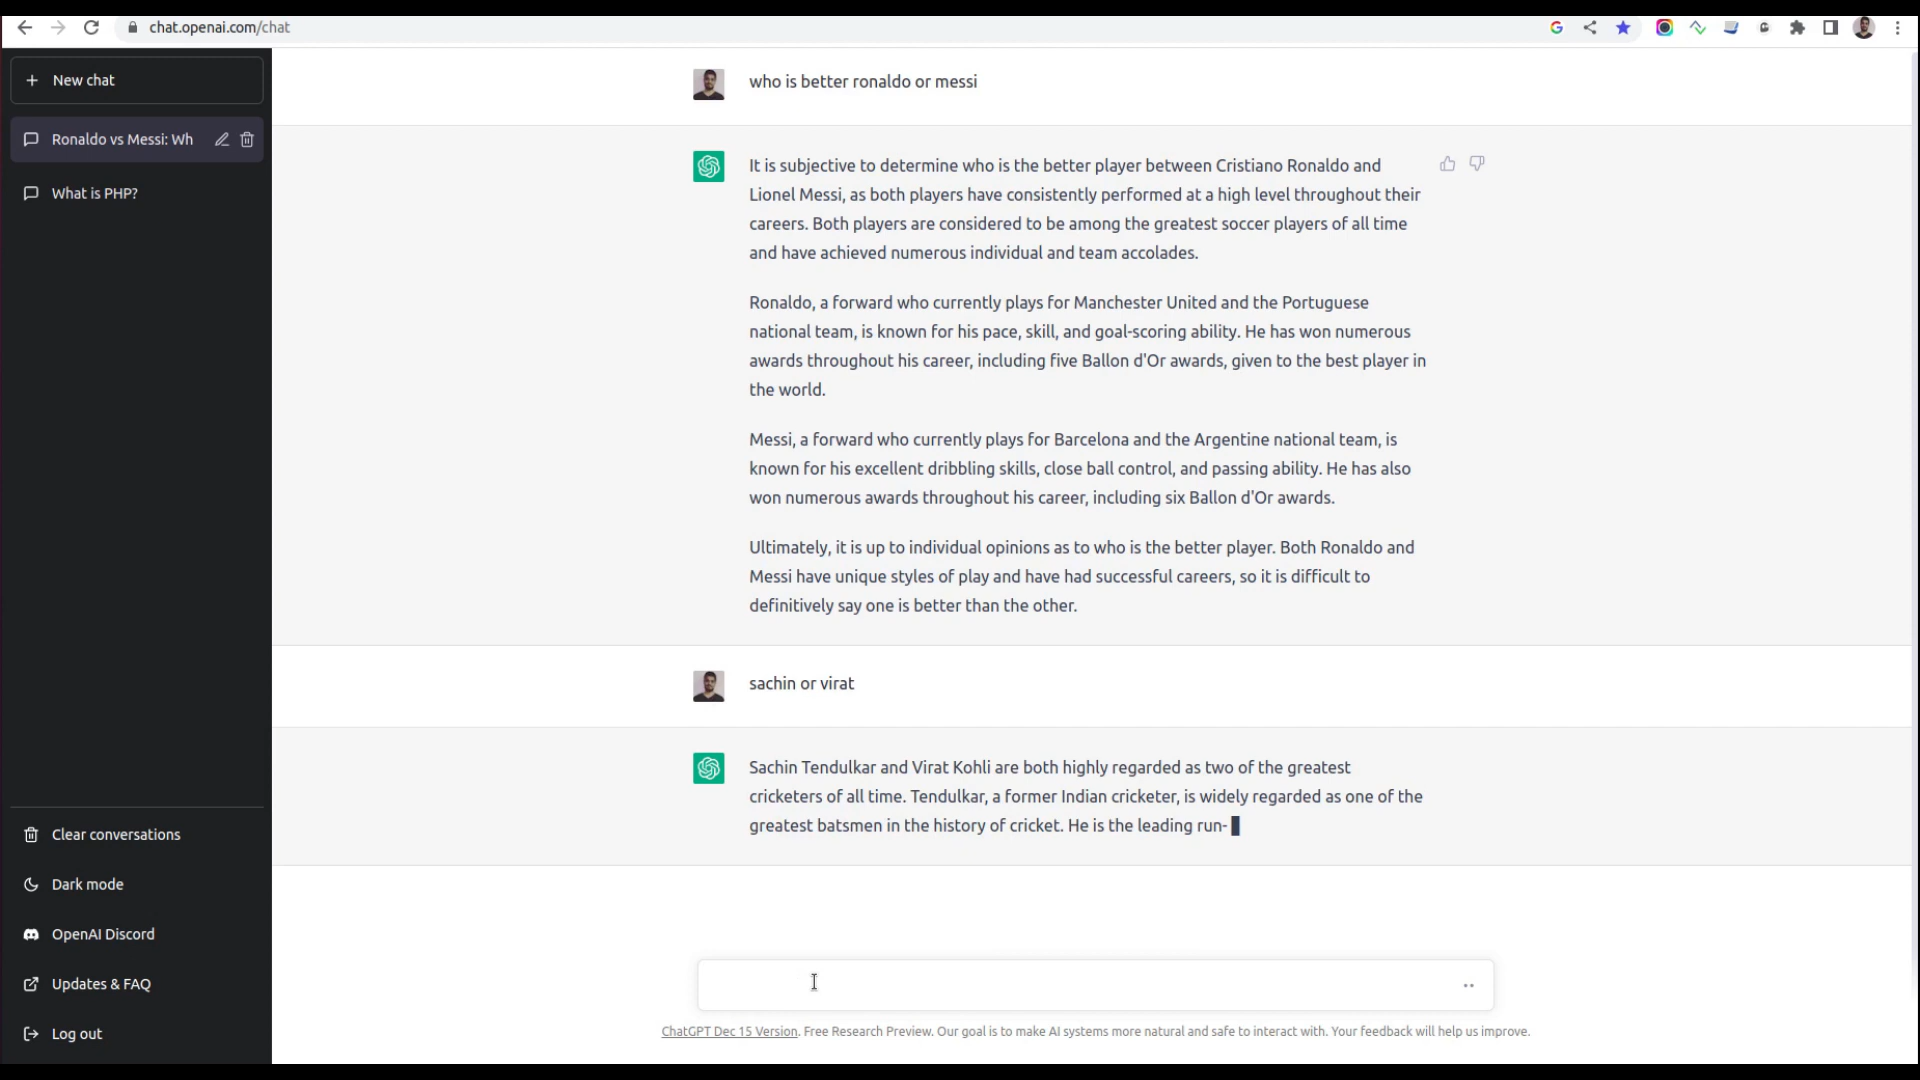 chat.openai.com/chat
New chat
Ronaldo vs Messi: Wh
What is PHP?
Clear conversations
Dark mode
OpenAI Discord
Updates & FAQ
Log out
who is better ronaldo or messi
It is subjective to determine who is the better player between Cristiano Ronaldo and
Lionel Messi, as both players have consistently performed at a high level throughout their
careers. Both players are considered to be among the greatest soccer players of all time
and have achieved numerous individual and team accolades.
Ronaldo, a forward who currently plays for Manchester United and the Portuguese
national team, is known for his pace, skill, and goal-scoring ability. He has won numerous
awards throughout his career, including five Ballon d'Or awards, given to the best player in
the world.
Messi, a forward who currently plays for Barcelona and the Argentine national team, is
known for his excellent dribbling skills, close ball control, and passing ability. He has also
won numerous awards throughout his career, including six Ballon d'Or awards.
Ultimately, it is up to individual opinions as to who is the better player. Both Ronaldo and
Messi have unique styles of play and have had successful careers, so it is difficult to
definitively say one is better than the other.
sachin or virat
Sachin Tendulkar and Virat Kohli are both highly regarded as two of the greatest
cricketers of all time. Tendulkar, a former Indian cricketer, is widely regarded as one of the
greatest batsmen in the history of cricket. He is the leading run-
ChatGPT Dec 15 Version. Free Research Preview. Our goal is to make AI systems more natural and safe to interact with. Your feedback will help us improve.